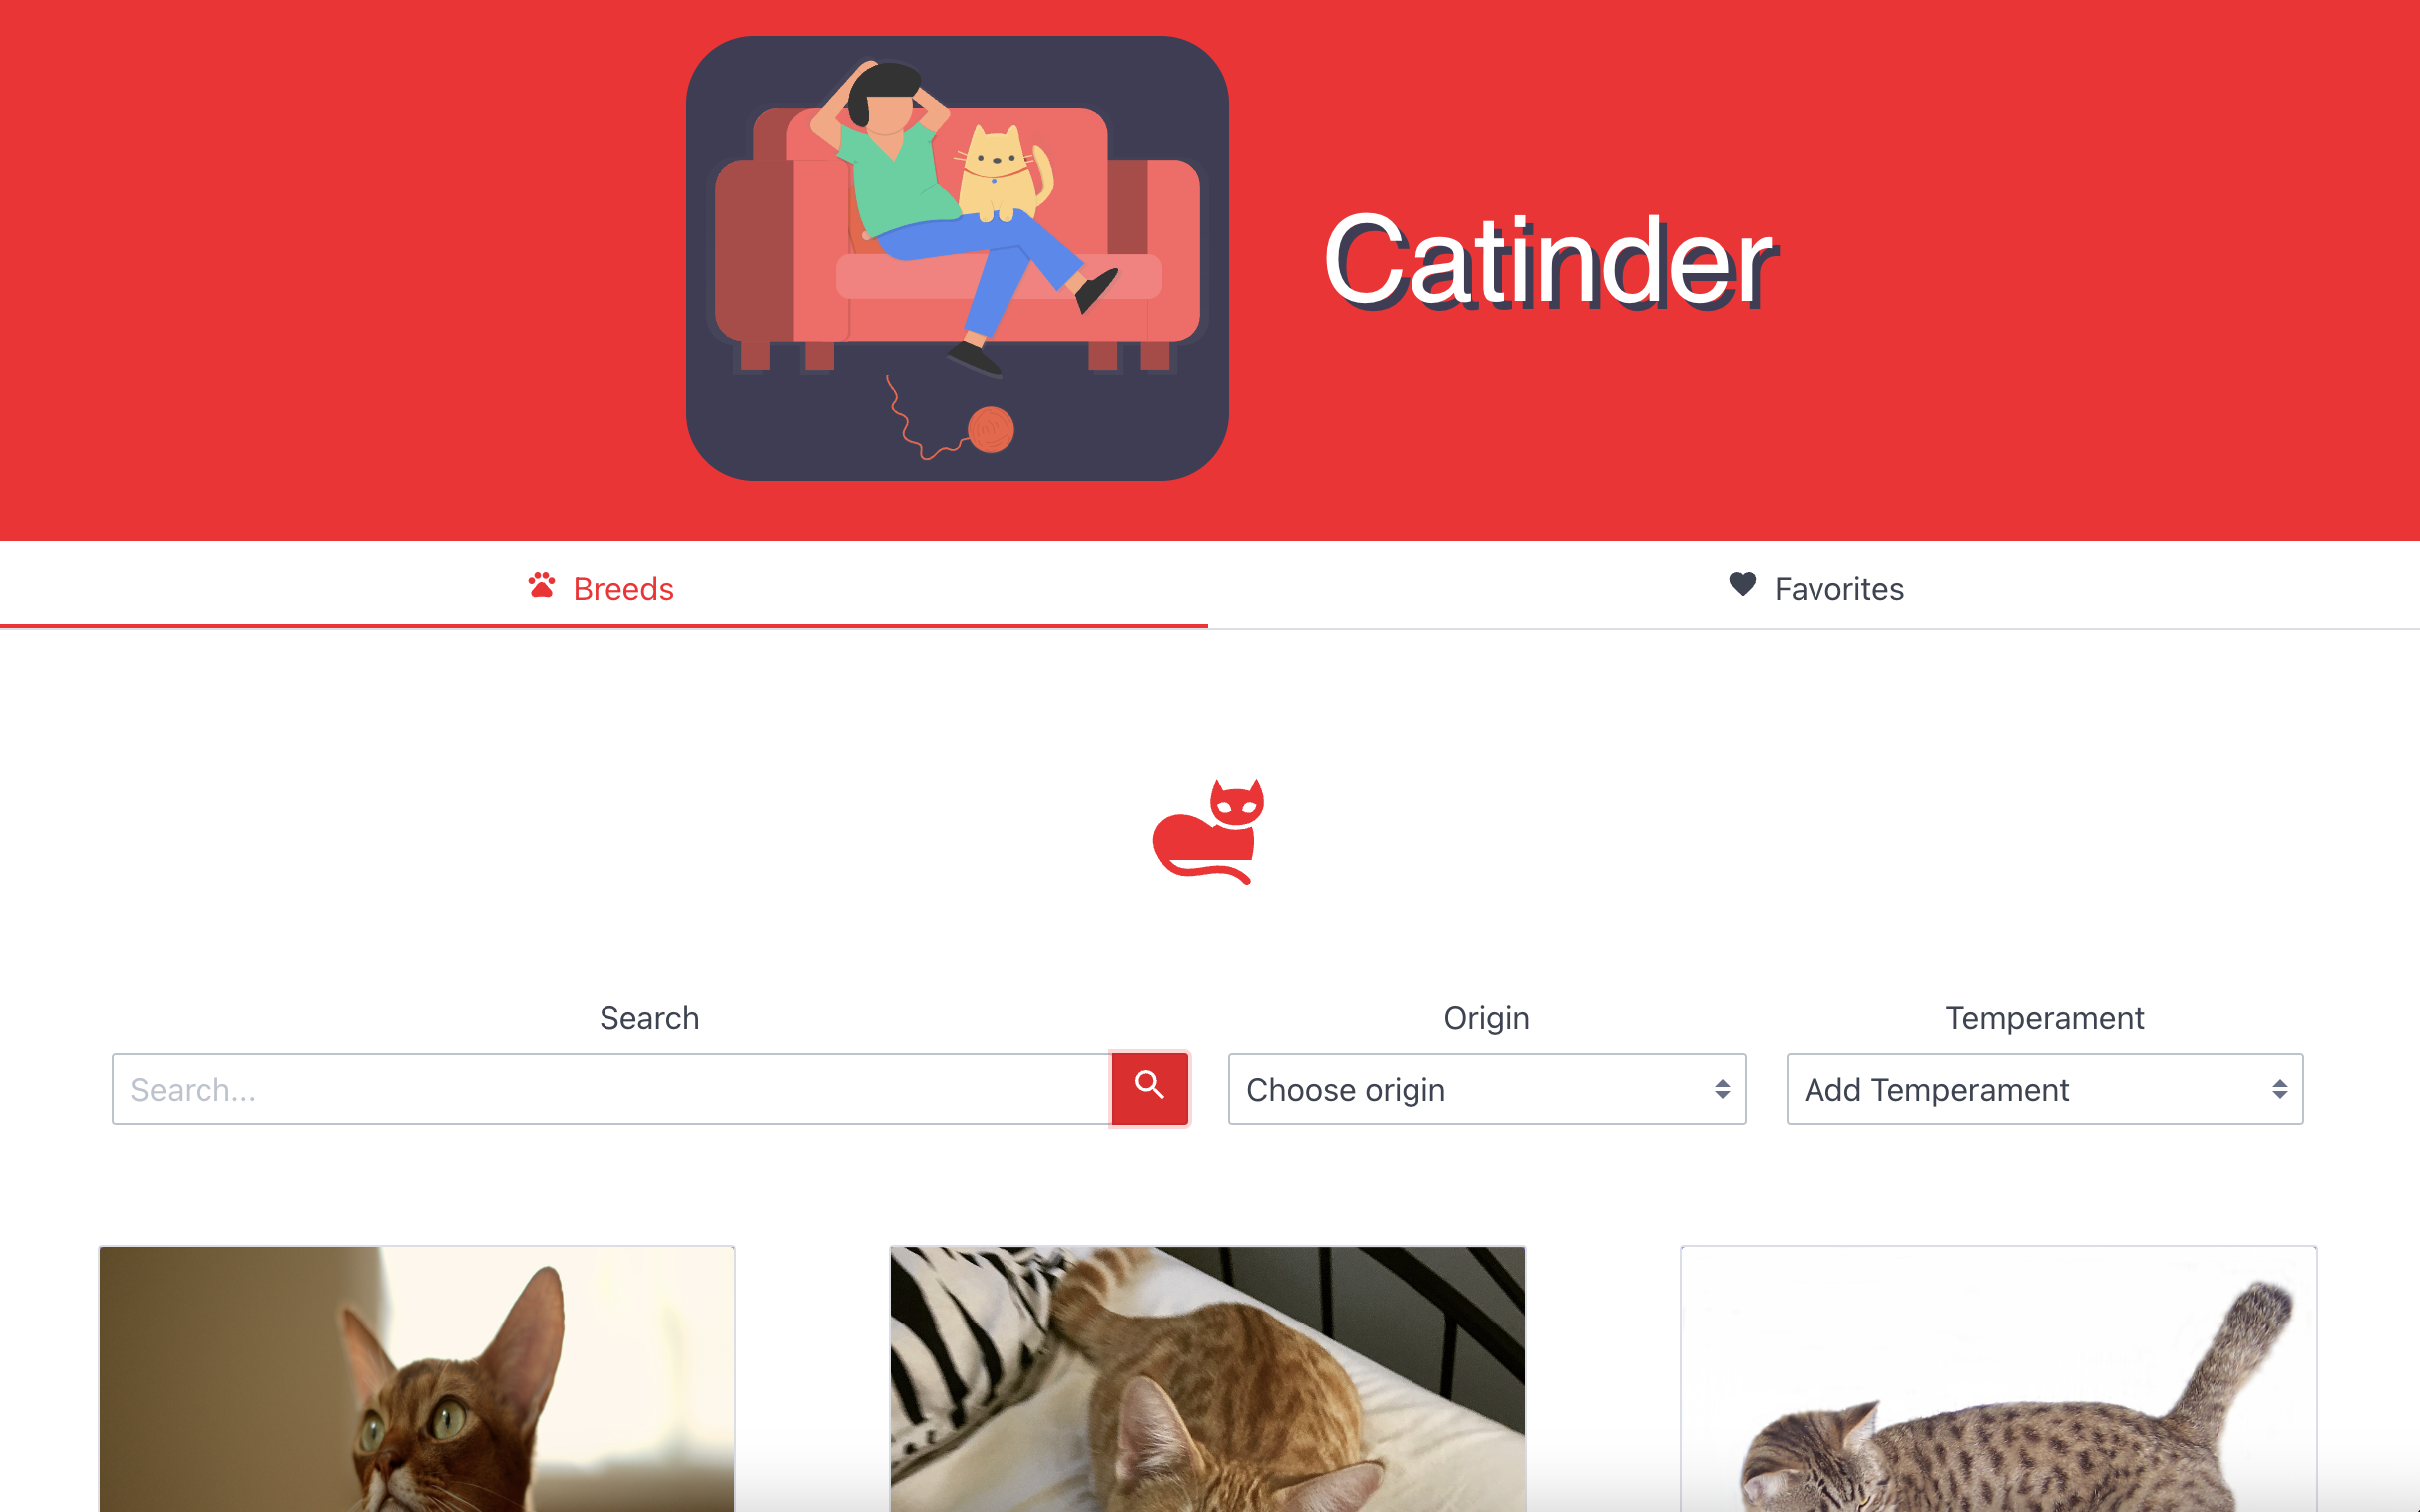 Catinder
Breeds
Favorites
Search
Origin
Temperament
Search...
Choose origin
Add Temperament